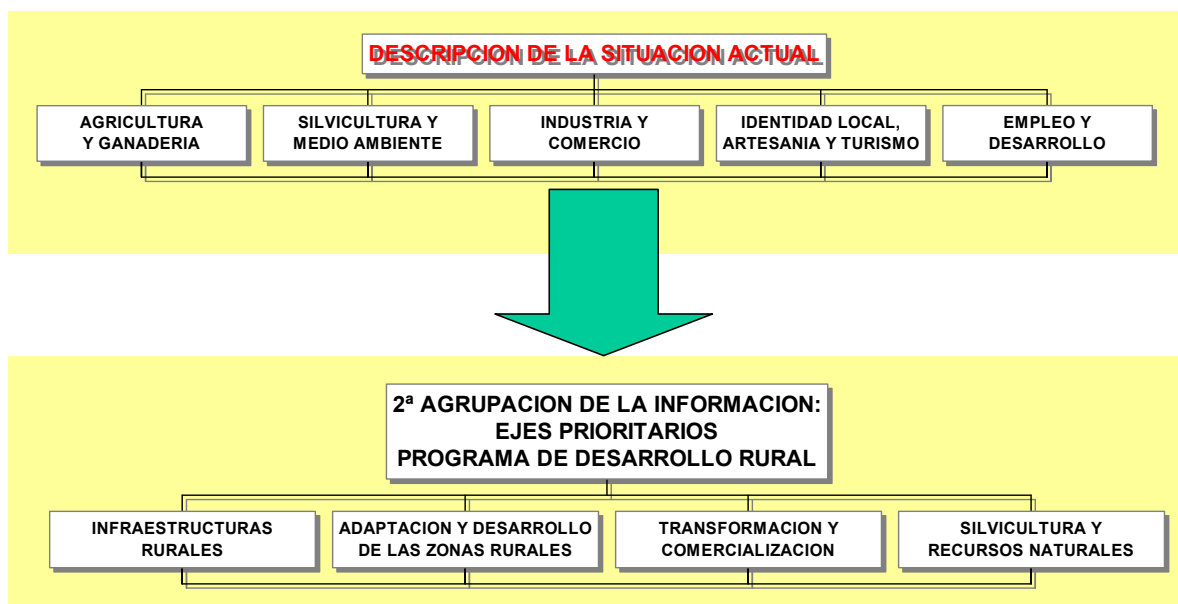 DESCRIPCION DE LA SITUACION ACTUAL
AGRICULTURA
Y GANADERIA
SILVICULTURA Y
MEDIO AMBIENTE
INDUSTRIA Y
COMERCIO
IDENTIDAD LOCAL,
ARTESANIA Y TURISMO
EMPLEO Y
DESARROLLO
2ª AGRUPACION DE LA INFORMACION:
EJES PRIORITARIOS
PROGRAMA DE DESARROLLO RURAL
INFRAESTRUCTURAS
RURALES
ADAPTACION Y DESARROLLO
DE LAS ZONAS RURALES
TRANSFORMACION Y
COMERCIALIZACION
SILVICULTURA Y
RECURSOS NATURALES